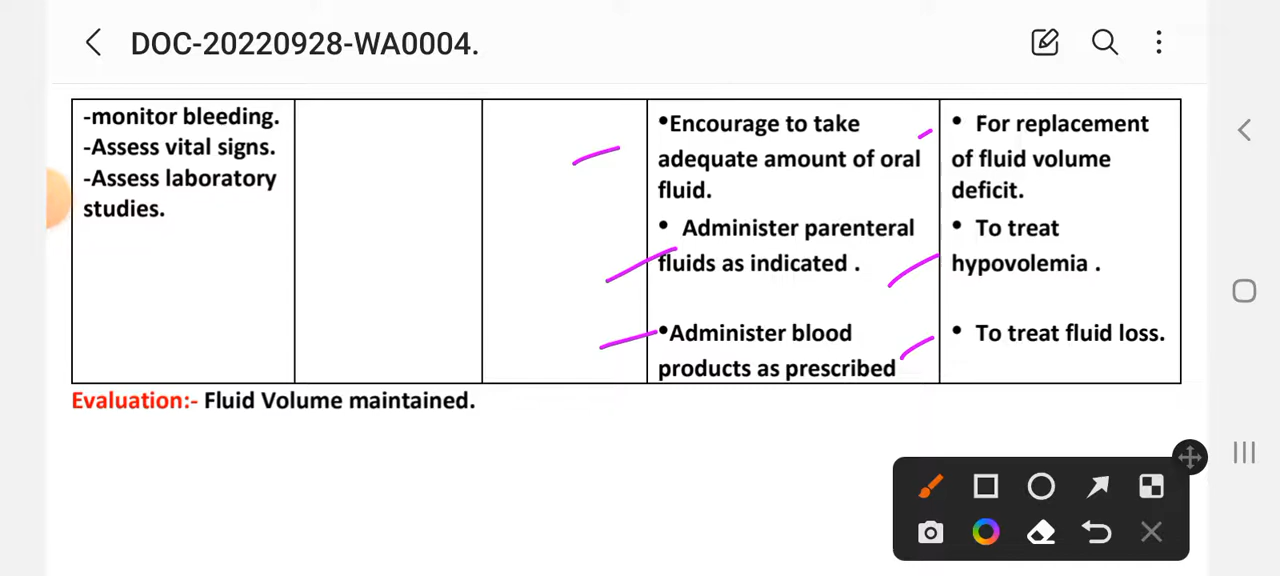 DOC-20220928-WA0004.
-monitor bleeding.
-Assess vital signs.
-Assess laboratory
studies.
•Encourage to take
adequate amount of oral
fluid.
• Administer parenteral
fluids as indicated .
•Administer blood
products as prescribed
• For replacement
of fluid volume
deficit.
• To treat
hypovolemia .
• To treat fluid loss.
Evaluation:- Fluid Volume maintained.